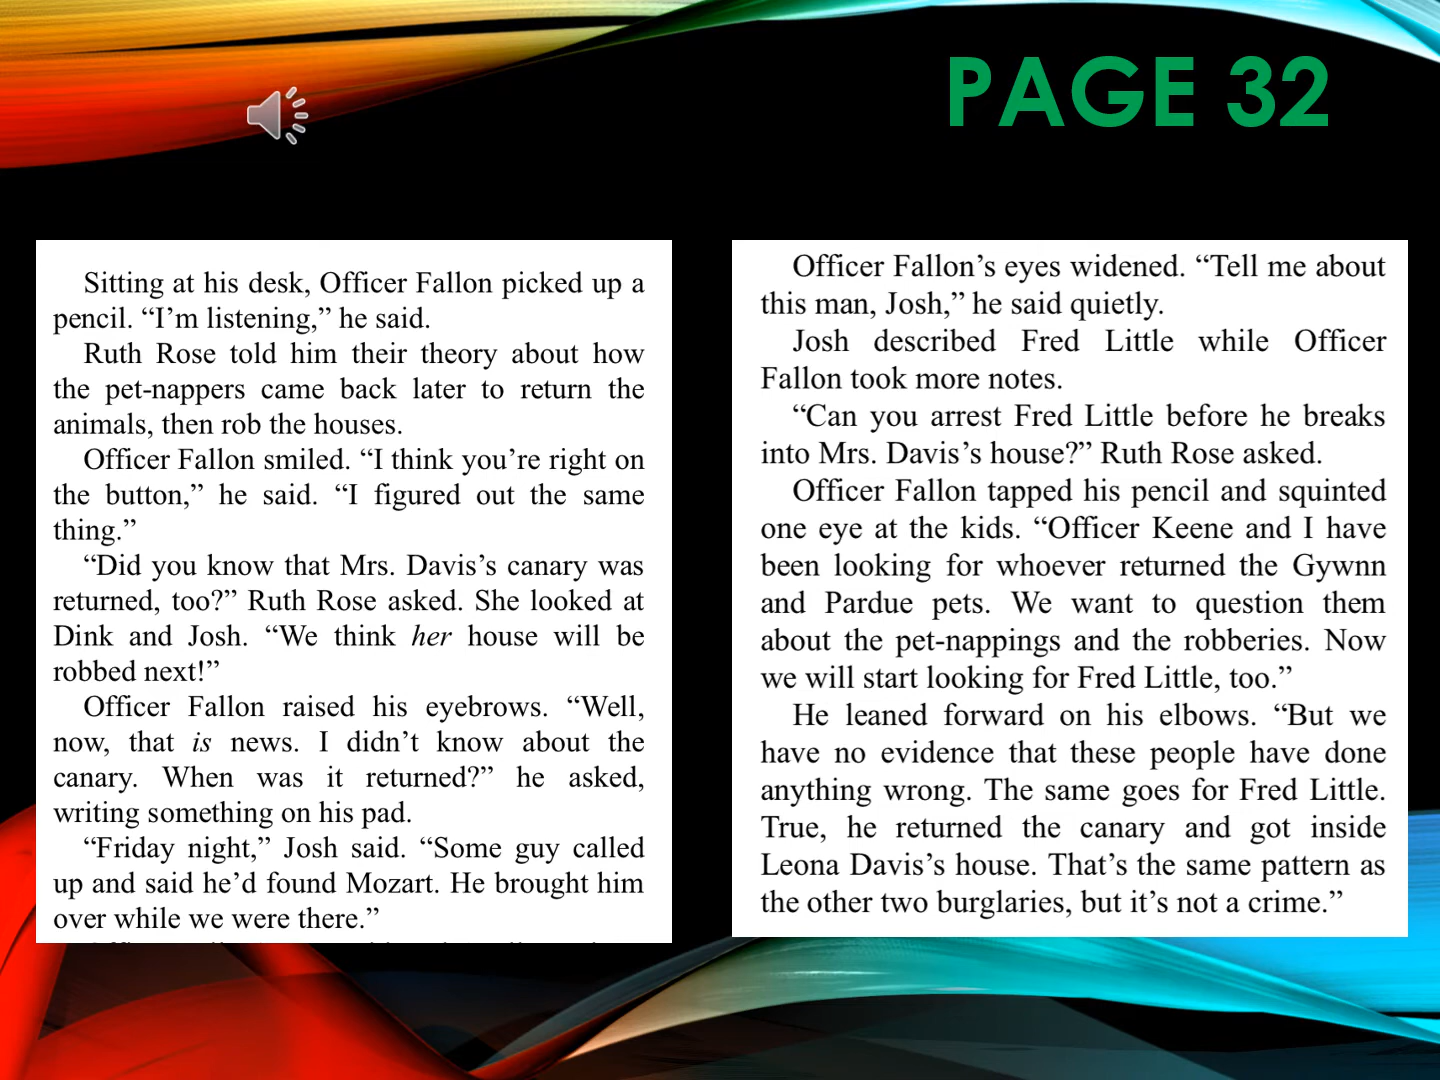 PAGE 32
Sitting at his desk, Officer Fallon picked up a
pencil. “I’m listening,” he said.
Ruth Rose told him their theory about how
the pet-nappers came back later to return the
animals, then rob the houses.
Officer Fallon smiled. “I think you’re right on
the button,” he said. “I figured out the same
thing.”
“Did you know that Mrs. Davis’s canary was
returned, too?” Ruth Rose asked. She looked at
Dink and Josh. “We think her house will be
robbed next!”
Officer Fallon raised his eyebrows. “Well,
now, that is news. I didn’t know about the
canary. When was it returned?” he asked,
writing something on his pad.
“Friday night,” Josh said. “Some guy called
up and said he’d found Mozart. He brought him
over while we were there.”
Officer Fallon’s eyes widened. “Tell me about
this man, Josh,” he said quietly.
Josh described Fred Little while Officer
Fallon took more notes.
“Can you arrest Fred Little before he breaks
into Mrs. Davis’s house?” Ruth Rose asked.
Officer Fallon tapped his pencil and squinted
one eye at the kids. “Officer Keene and I have
been looking for whoever returned the Gywnn
and Pardue pets. We want to question them
about the pet-nappings and the robberies. Now
we will start looking for Fred Little, too.”
He leaned forward on his elbows. “But we
have no evidence that these people have done
anything wrong. The same goes for Fred Little.
True, he returned the canary and got inside
Leona Davis’s house. That’s the same pattern as
the other two burglaries, but it’s not a crime.”